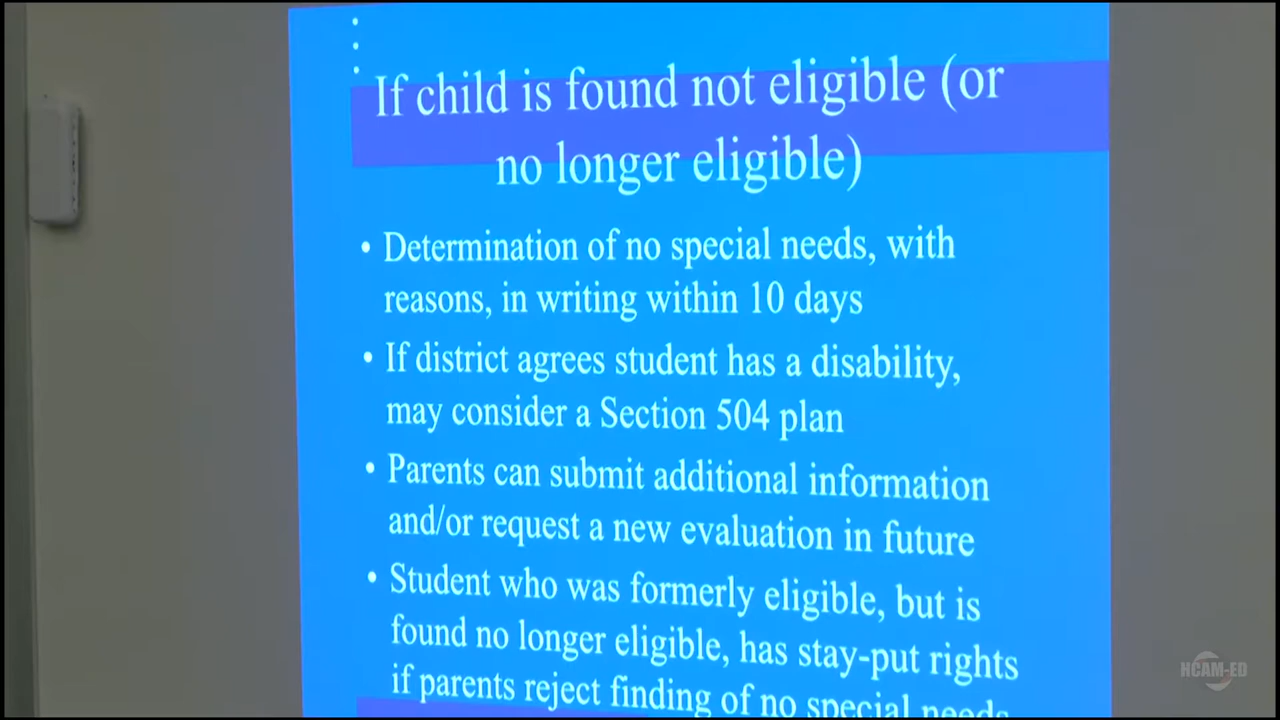 If child is found not eligible (or
no longer eligible)
• Determination of no special needs, with
reasons, in writing within 10 days
• If district agrees student has a disability,
may consider a Section 504 plan
• Parents can submit additional information
and/or request a new evaluation in future
• Student who was formerly eligible, but is
found no longer eligible, has stay-put rights
if parents reject finding of no special needs
HCAM-ED